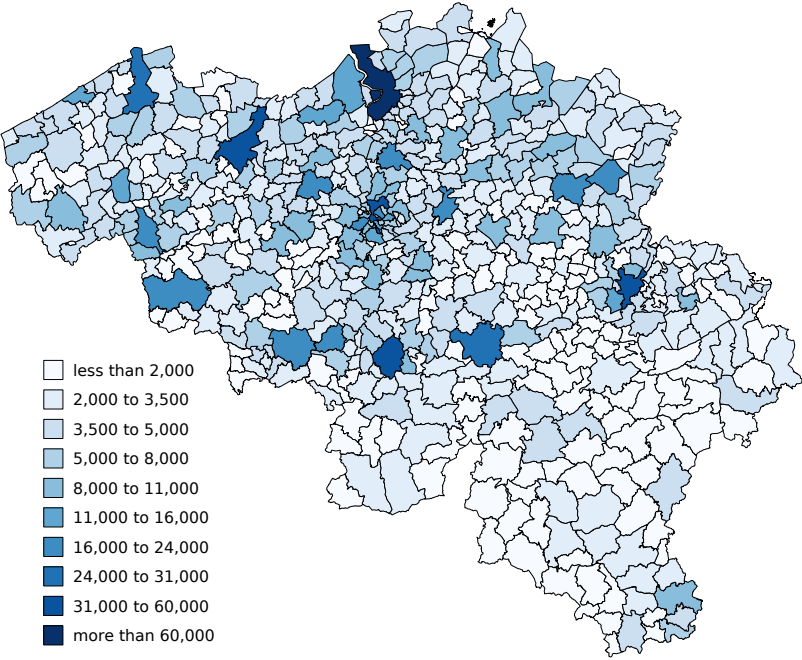 less than 2,000
2,000 to 3,500
3,500 to 5,000
5,000 to 8,000
8,000 to 11,000
11,000 to 16,000
16,000 to 24,000
24,000 to 31,000
31,000 to 60,000
more than 60,000